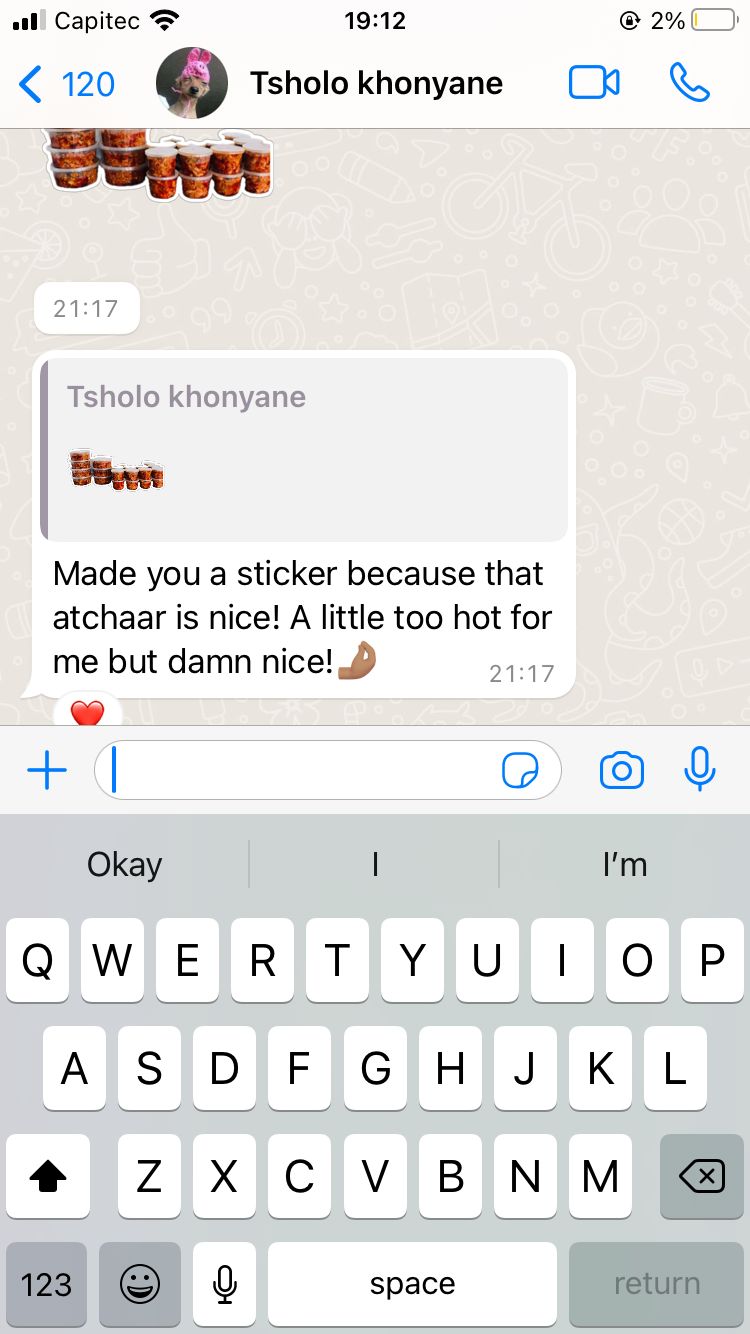 Capitec 19:12 2%
120 Tsholo khonyane
21:17
Tsholo khonyane
Made you a sticker because that
atchaar is nice! A little too hot for
me but damn nice!🤌🏽 21:17
❤️
Okay I I’m
Q W E R T Y U I O P
A S D F G H J K L
Z X C V B N M
123 space return